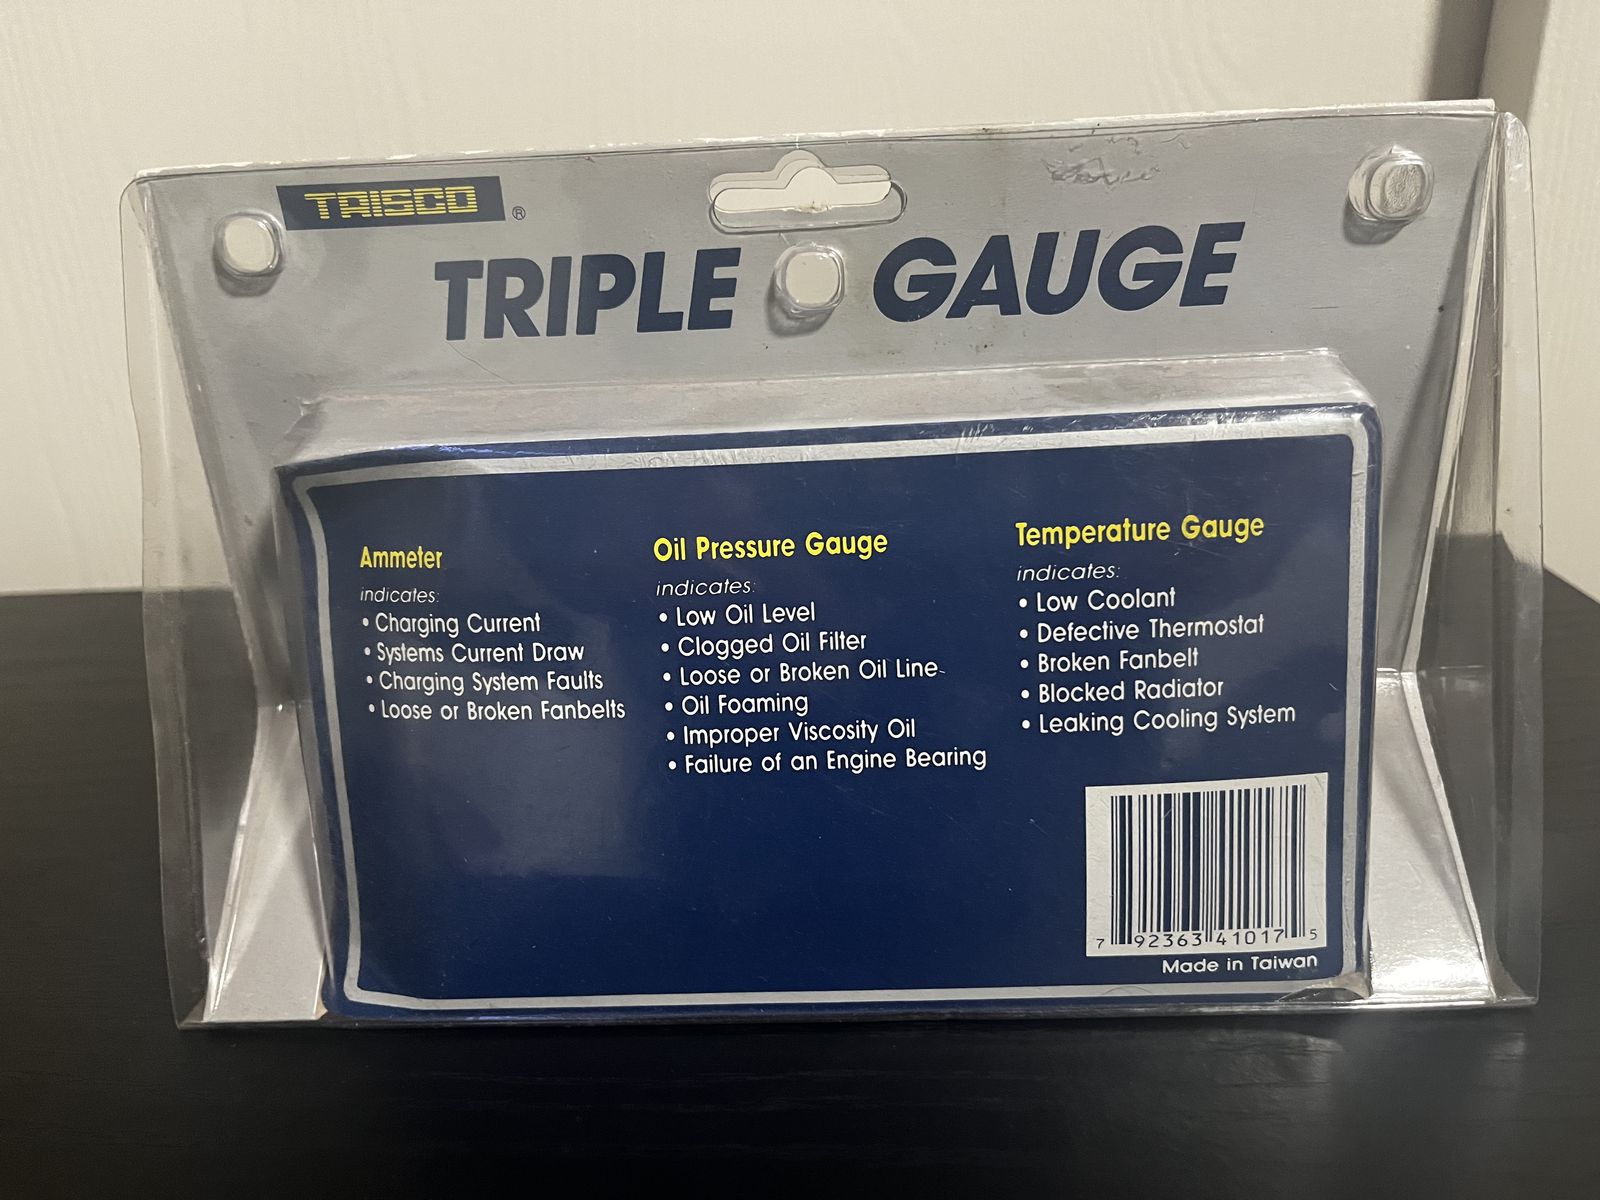 TRISCO ®
TRIPLE GAUGE
Ammeter
indicates:
• Charging Current
• Systems Current Draw
• Charging System Faults
• Loose or Broken Fanbelts
Oil Pressure Gauge
indicates:
• Low Oil Level
• Clogged Oil Filter
• Loose or Broken Oil Line
• Oil Foaming
• Improper Viscosity Oil
• Failure of an Engine Bearing
Temperature Gauge
indicates:
• Low Coolant
• Defective Thermostat
• Broken Fanbelt
• Blocked Radiator
• Leaking Cooling System
7 92363 41017 5
Made in Taiwan